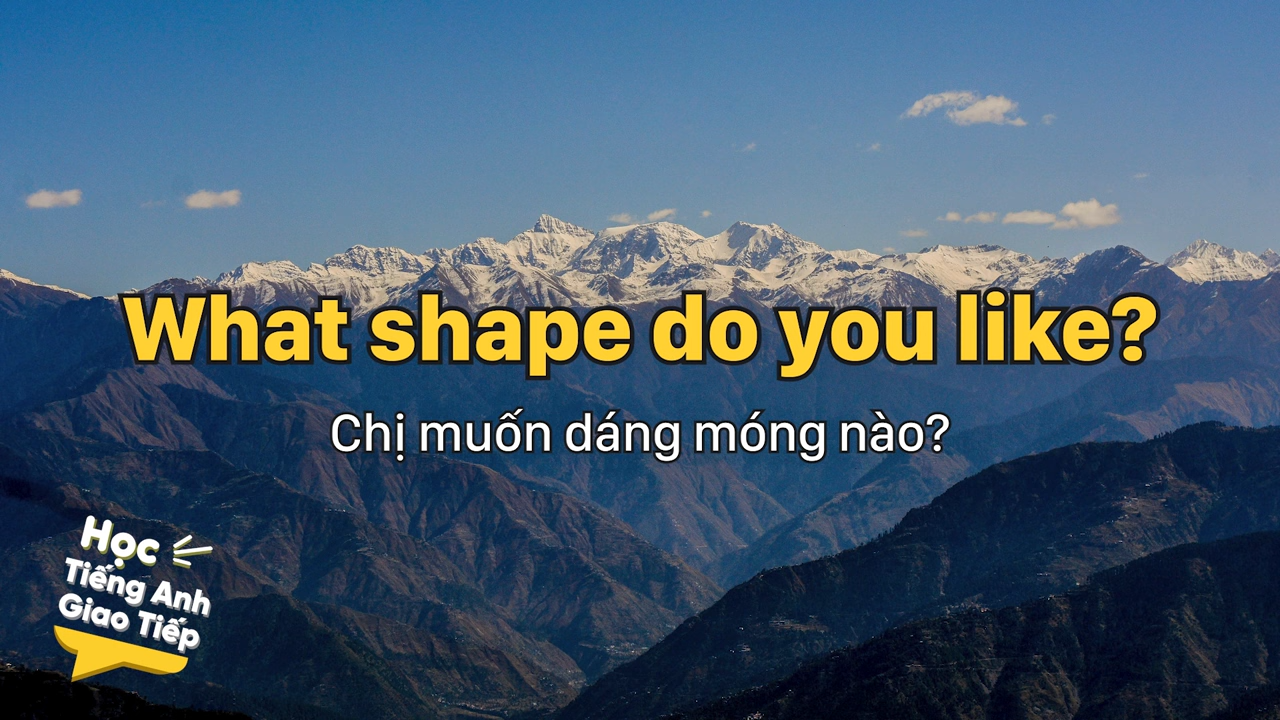 What shape do you like?
Chị muốn dáng móng nào?
Học
Tiếng Anh
Giao Tiếp